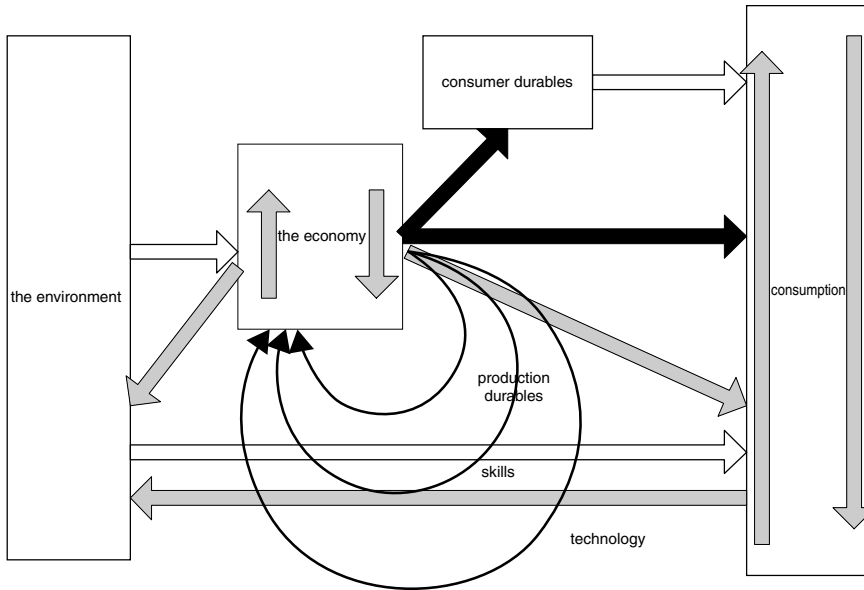 consumer durables
the economy
the environment
consumption
production
durables
skills
technology